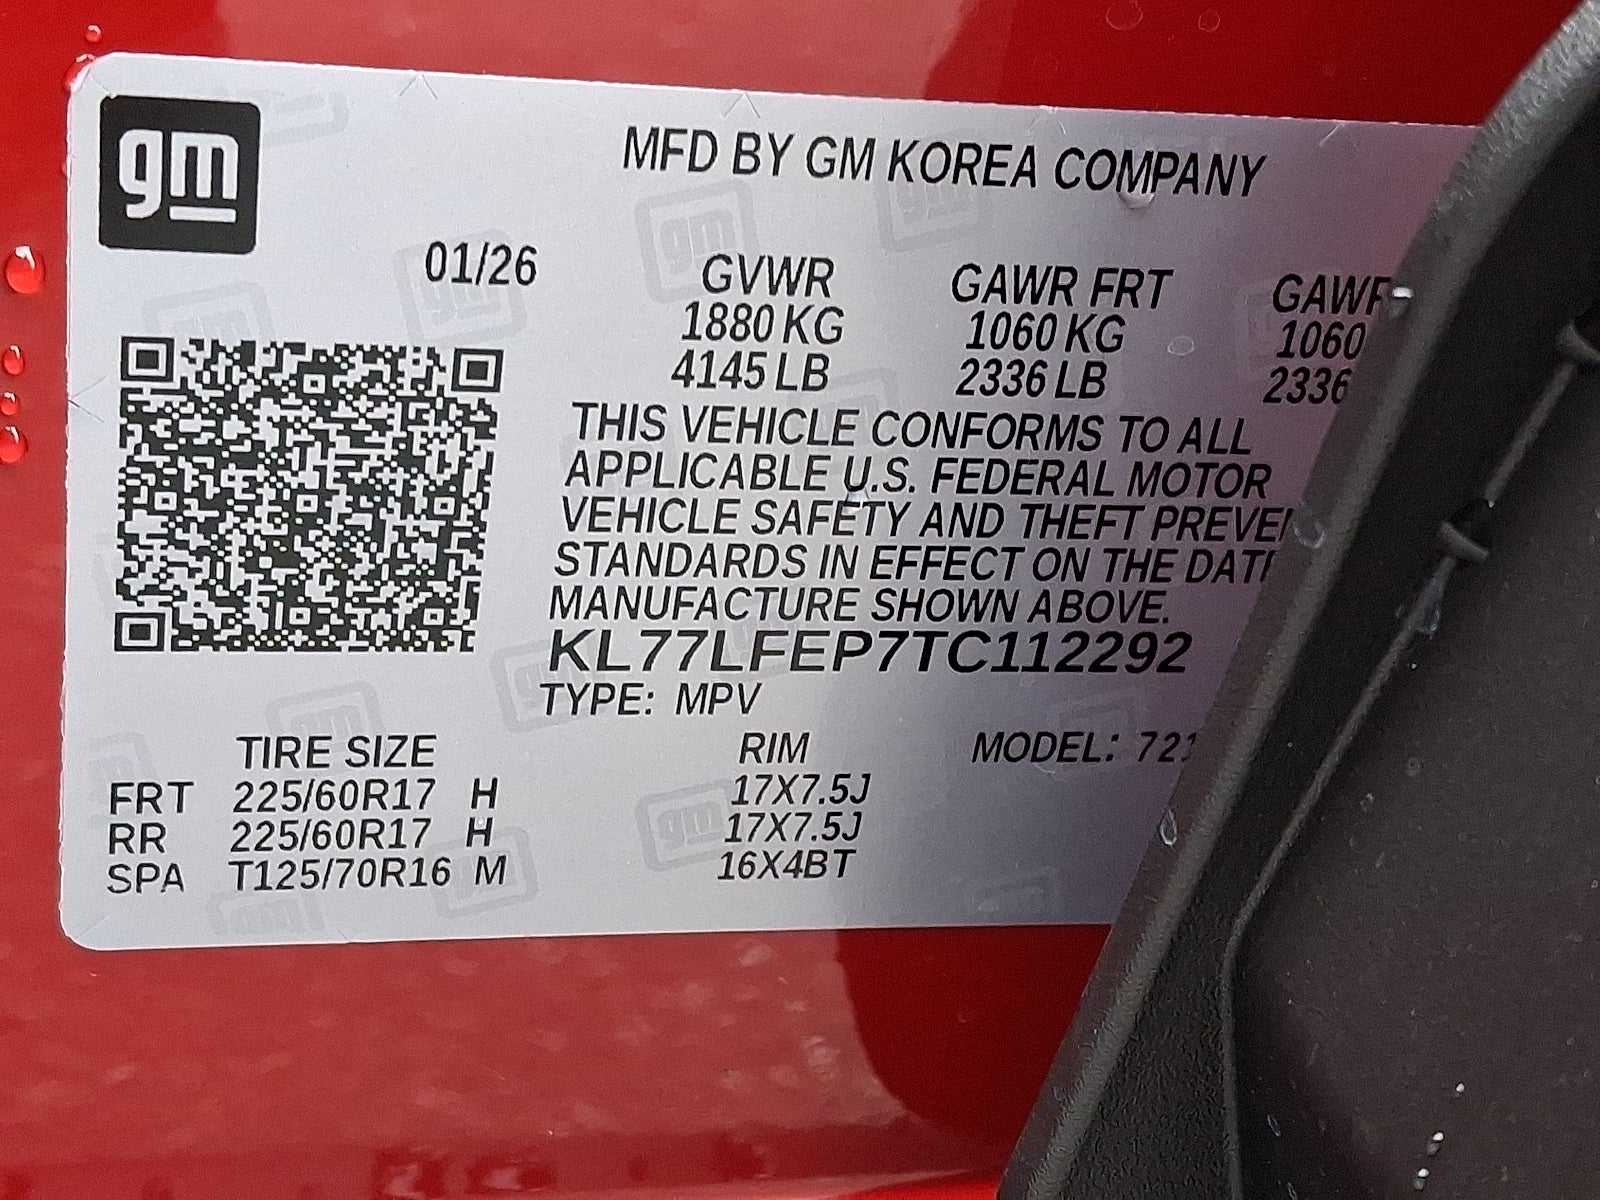 gm
MFD BY GM KOREA COMPANY
01/26
GVWR GAWR FRT
1880 KG 1060 KG 1060
4145 LB 2336 LB 2336
THIS VEHICLE CONFORMS TO ALL
APPLICABLE U.S. FEDERAL MOTOR
VEHICLE SAFETY AND THEFT
STANDARDS IN EFFECT ON THE
MANUFACTURE SHOWN ABOVE.
KL77LFEP7TC112292
TYPE: MPV
TIRE SIZE RIM MODEL:
FRT 225/60R17 H 17X7.5J
RR 225/60R17 H 17X7.5J
SPA T125/70R16 M 16X4BT